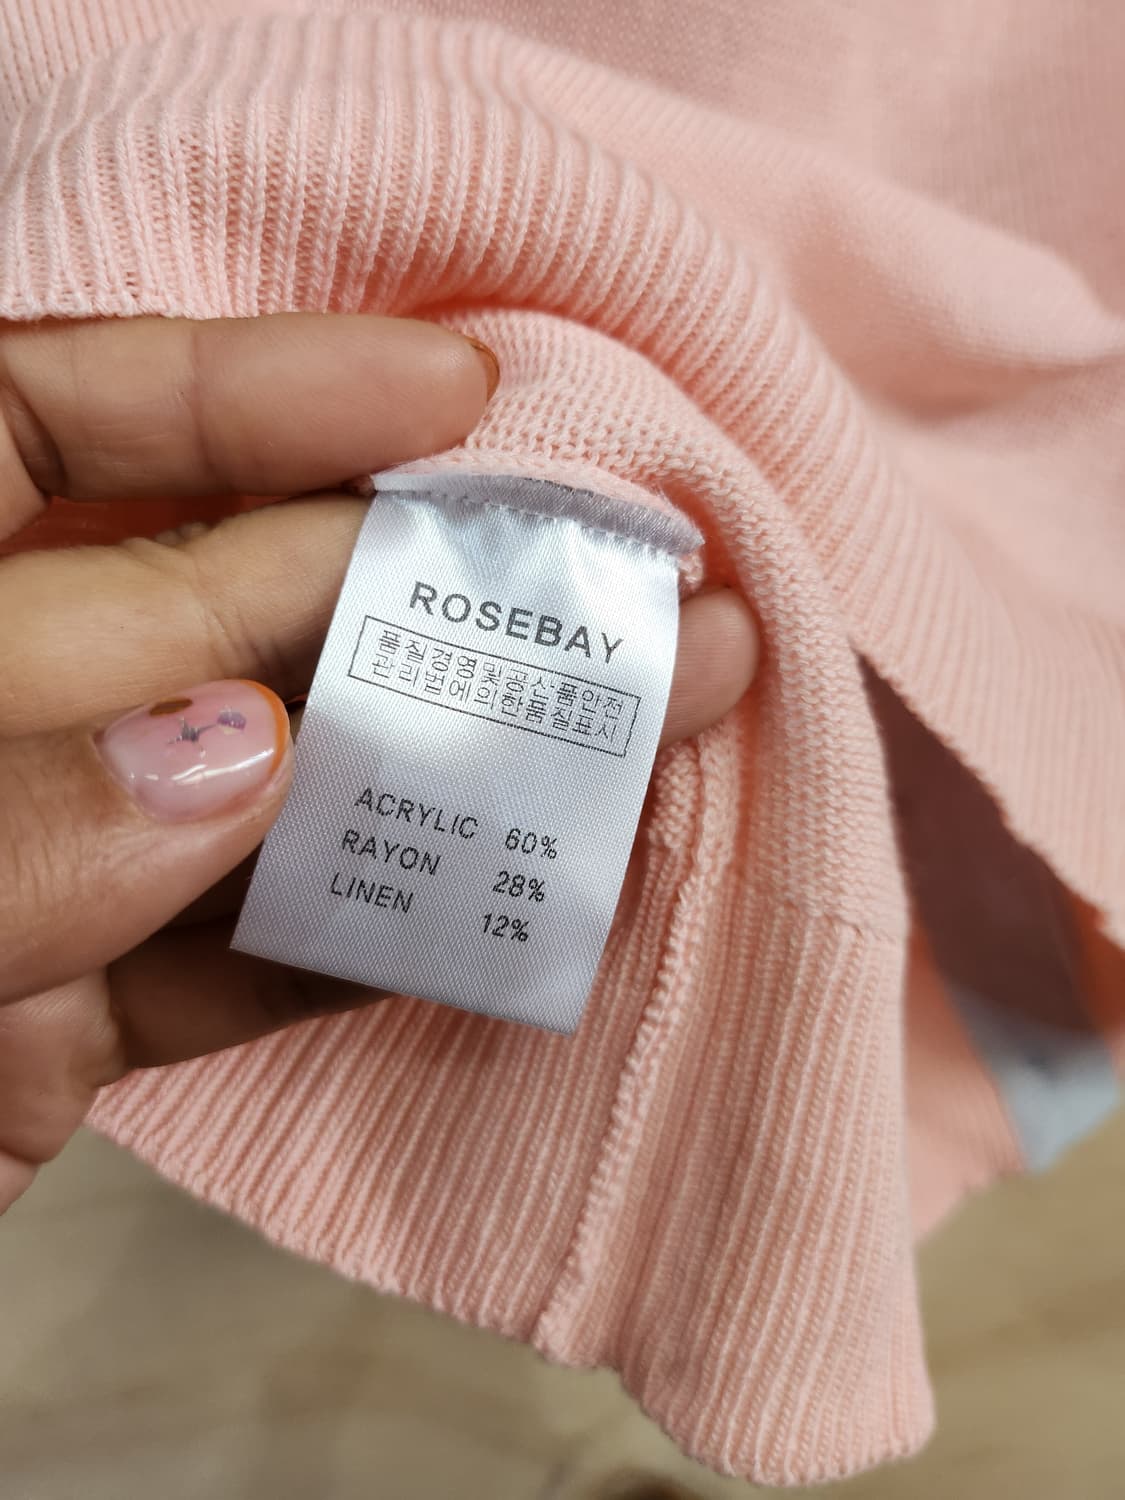 ROSEBAY
품질경영및공산품안전
관리법에의한품질표시
ACRYLIC 60%
RAYON 28%
LINEN 12%